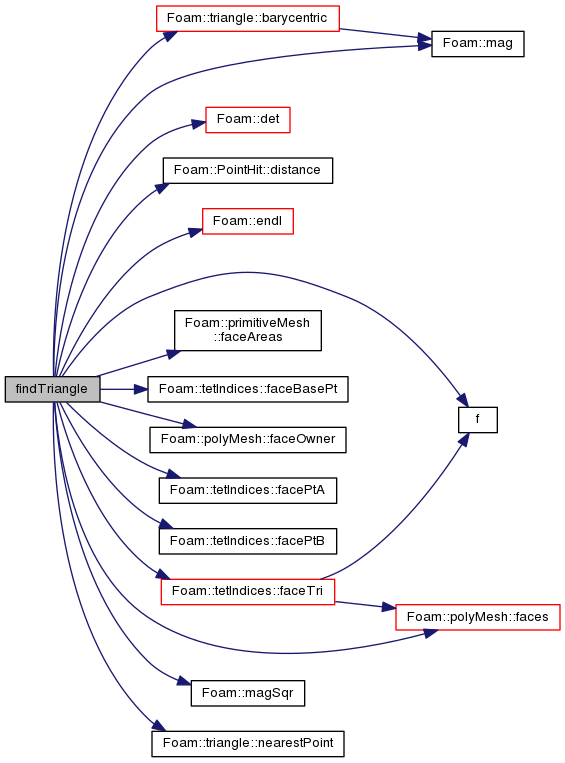 Foam::triangle::barycentric
Foam::mag
Foam::det
Foam::PointHit::distance
Foam::endl
Foam::primitiveMesh
::faceAreas
findTriangle
Foam::tetIndices::faceBasePt
f
Foam::polyMesh::faceOwner
Foam::tetIndices::facePtA
Foam::tetIndices::facePtB
Foam::tetIndices::faceTri
Foam::polyMesh::faces
Foam::magSqr
Foam::triangle::nearestPoint